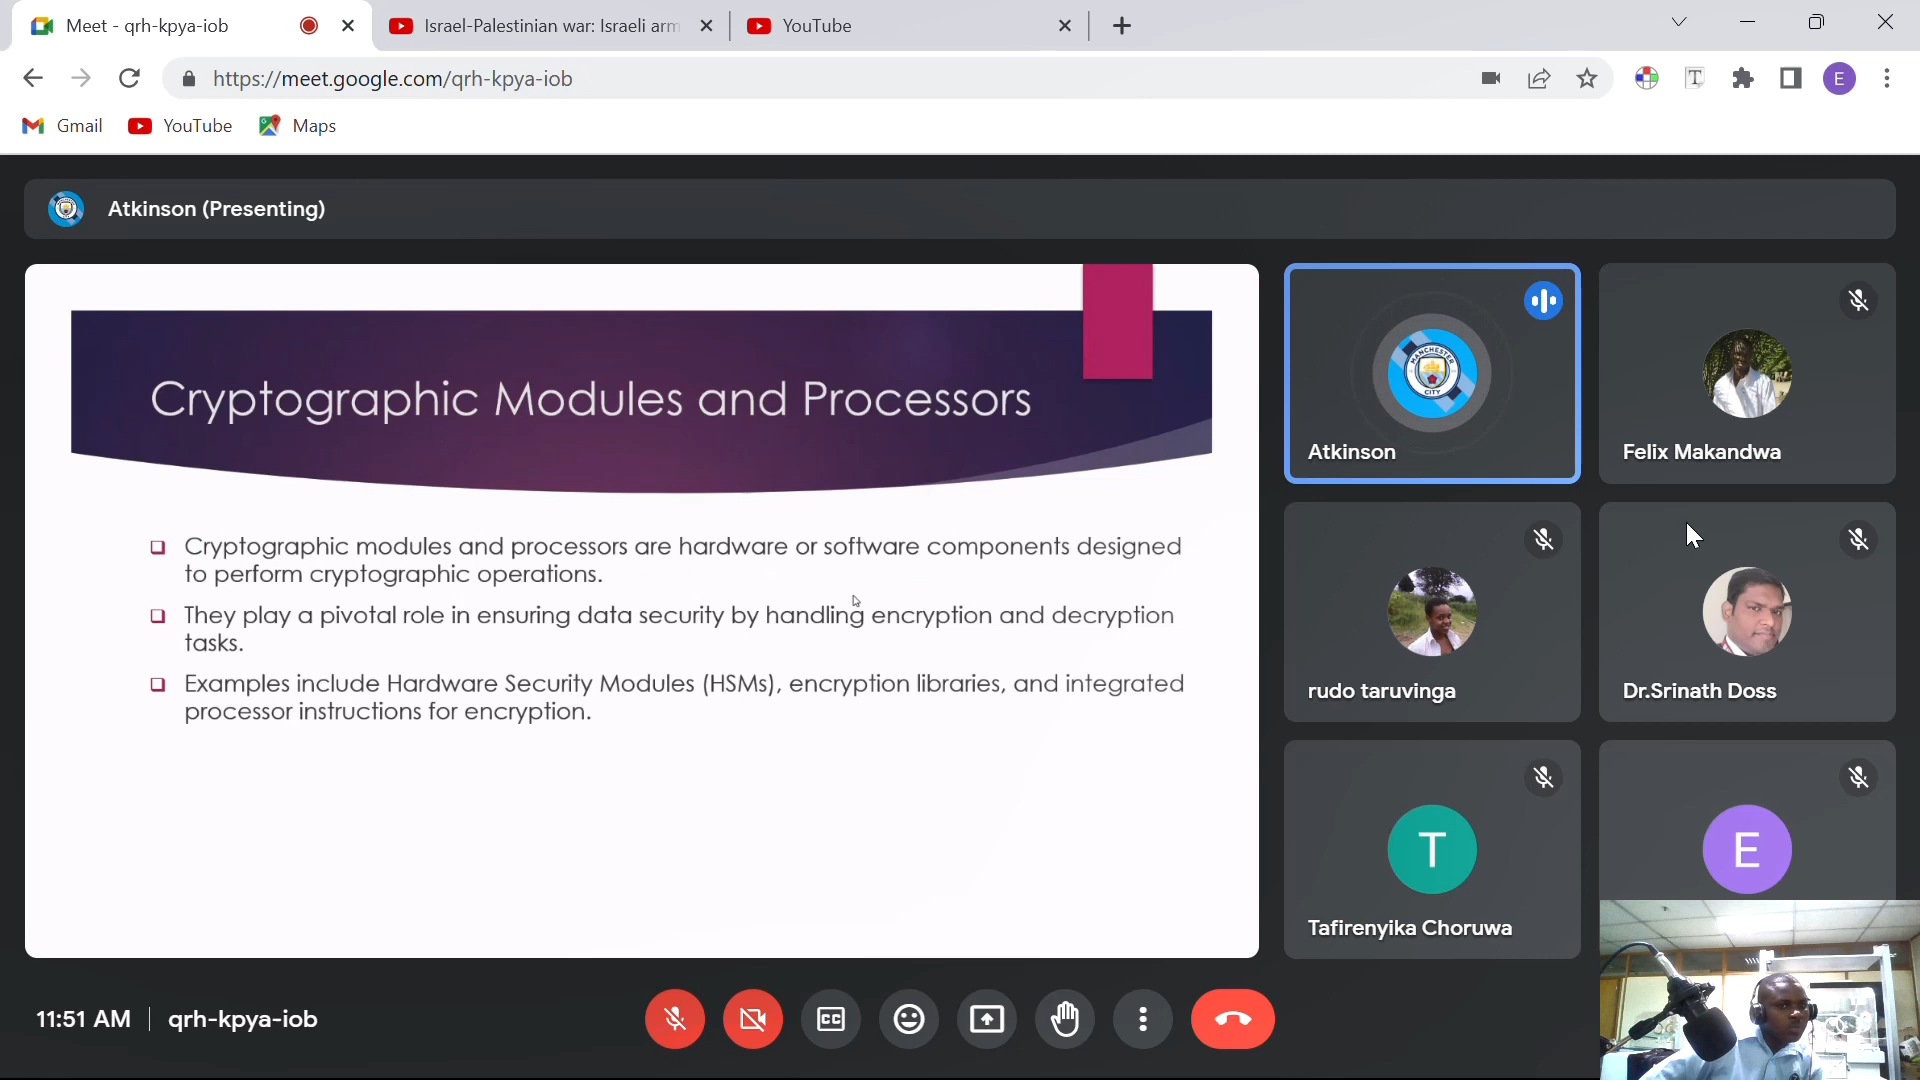 Meet - qrh-kpya-iob
Israel-Palestinian war: Israeli arm
YouTube
https://meet.google.com/qrh-kpya-iob
E
Gmail
YouTube
Maps
Atkinson (Presenting)
Cryptographic Modules and Processors
Cryptographic modules and processors are hardware or software components designed
to perform cryptographic operations.
They play a pivotal role in ensuring data security by handling encryption and decryption
tasks.
Examples include Hardware Security Modules (HSMs), encryption libraries, and integrated
processor instructions for encryption.
MANCHESTER
CITY
Atkinson
Felix Makandwa
rudo taruvinga
Dr.Srinath Doss
T
Tafirenyika Choruwa
E
11:51 AM
qrh-kpya-iob
CC